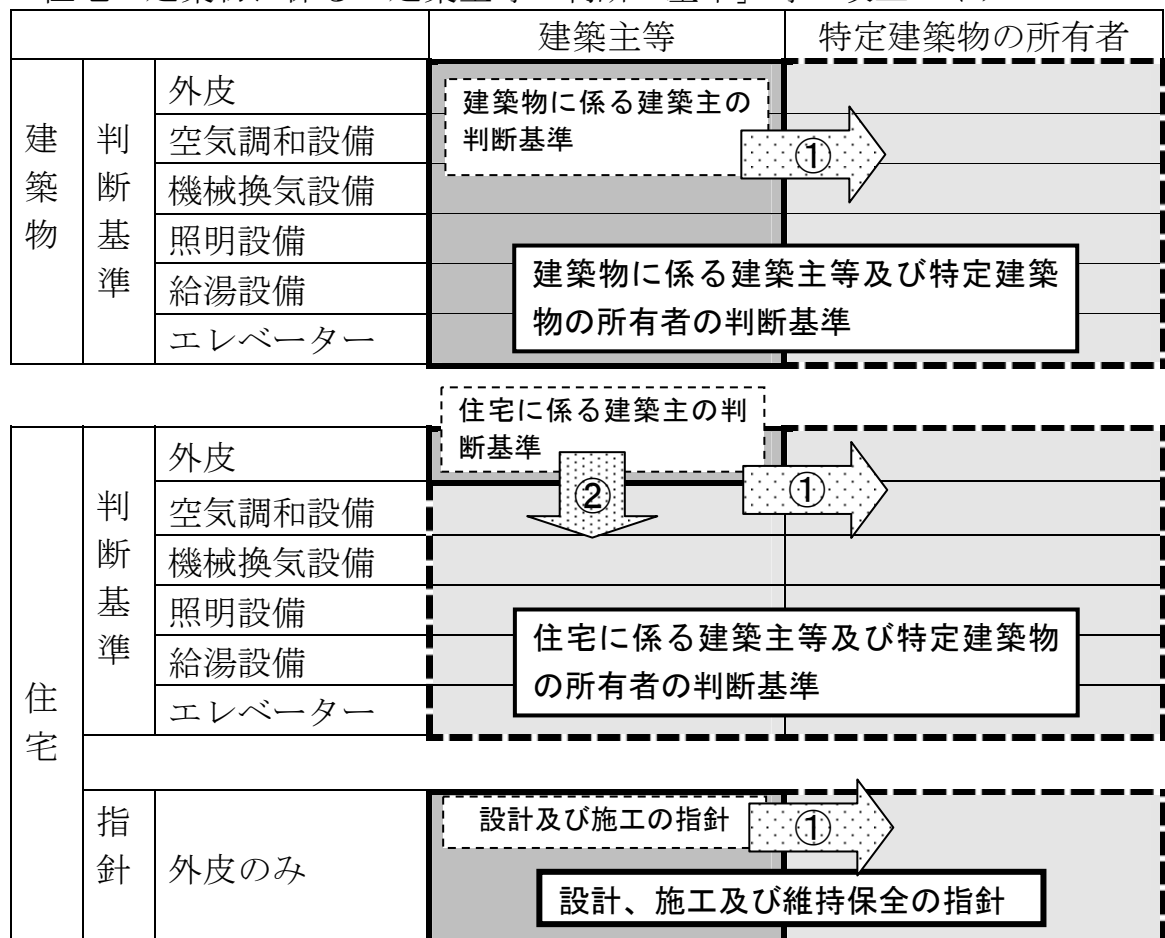 建築主等 特定建築物の所有者
建築物
判断基準
外皮
空気調和設備
機械換気設備
照明設備
給湯設備
エレベーター
建築物に係る建築主の
判断基準
①
建築物に係る建築主等及び特定建築
物の所有者の判断基準
住宅
判断基準
外皮
空気調和設備
機械換気設備
照明設備
給湯設備
エレベーター
住宅に係る建築主の判
断基準
②
①
住宅に係る建築主等及び特定建築物
の所有者の判断基準
指針
外皮のみ
設計及び施工の指針
①
設計、施工及び維持保全の指針